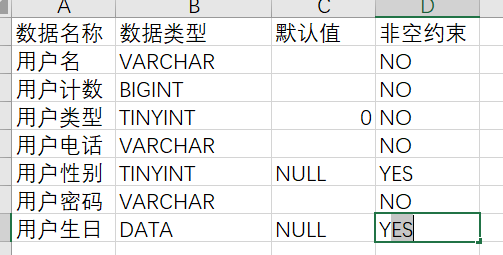 A B C D
数据名称 数据类型 默认值 非空约束
用户名 VARCHAR NO
用户计数 BIGINT NO
用户类型 TINYINT 0 NO
用户电话 VARCHAR NO
用户性别 TINYINT NULL YES
用户密码 VARCHAR NO
用户生日 DATA NULL YES